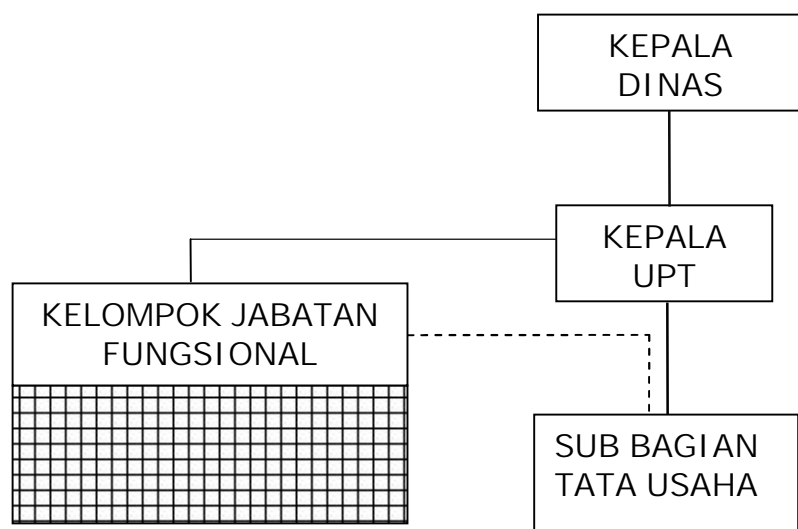 KEPALA
DINAS
KEPALA
UPT
KELOMPOK JABATAN
FUNGSIONAL
SUB BAGIAN
TATA USAHA